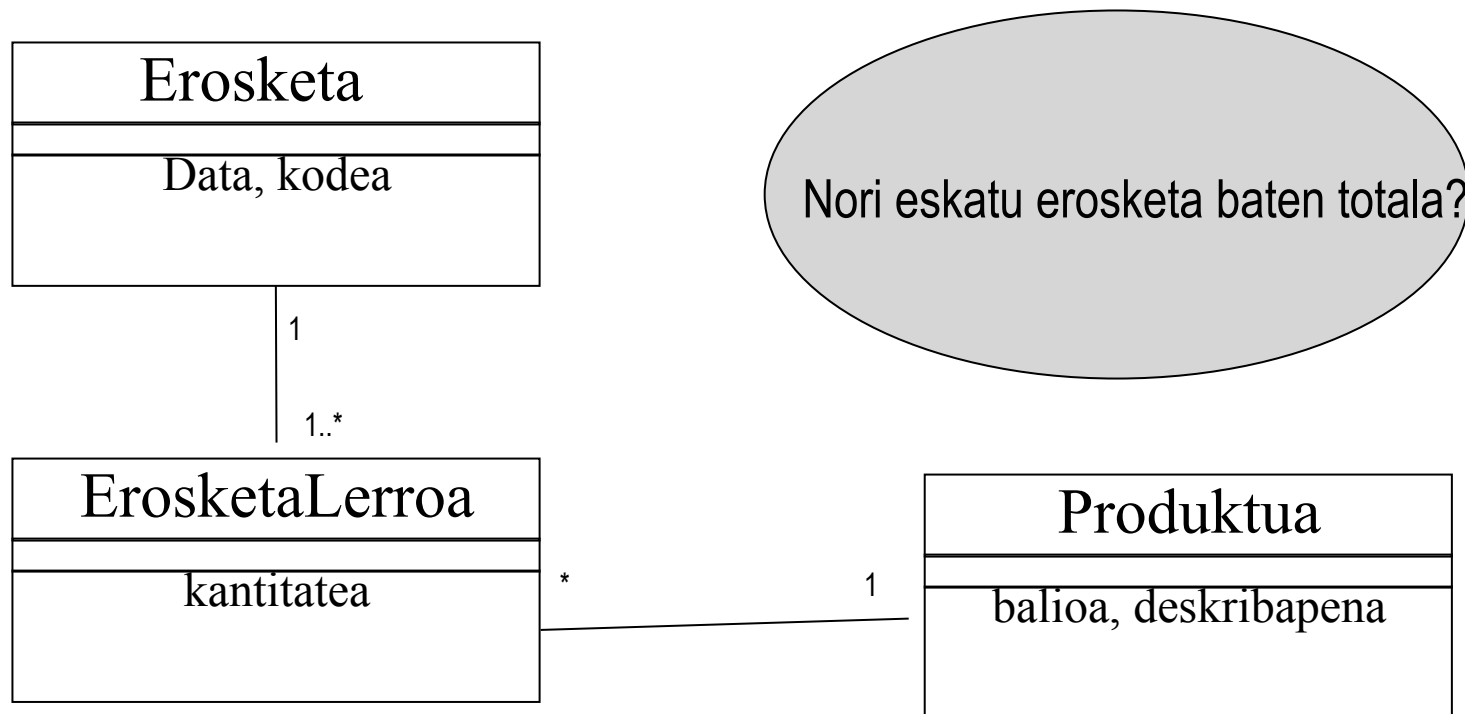 Erosketa
Data, kodea
Nori eskatu erosketa baten totala?
1
1..*
ErosketaLerroa
kantitatea
*
1
Produktua
balioa, deskribapena